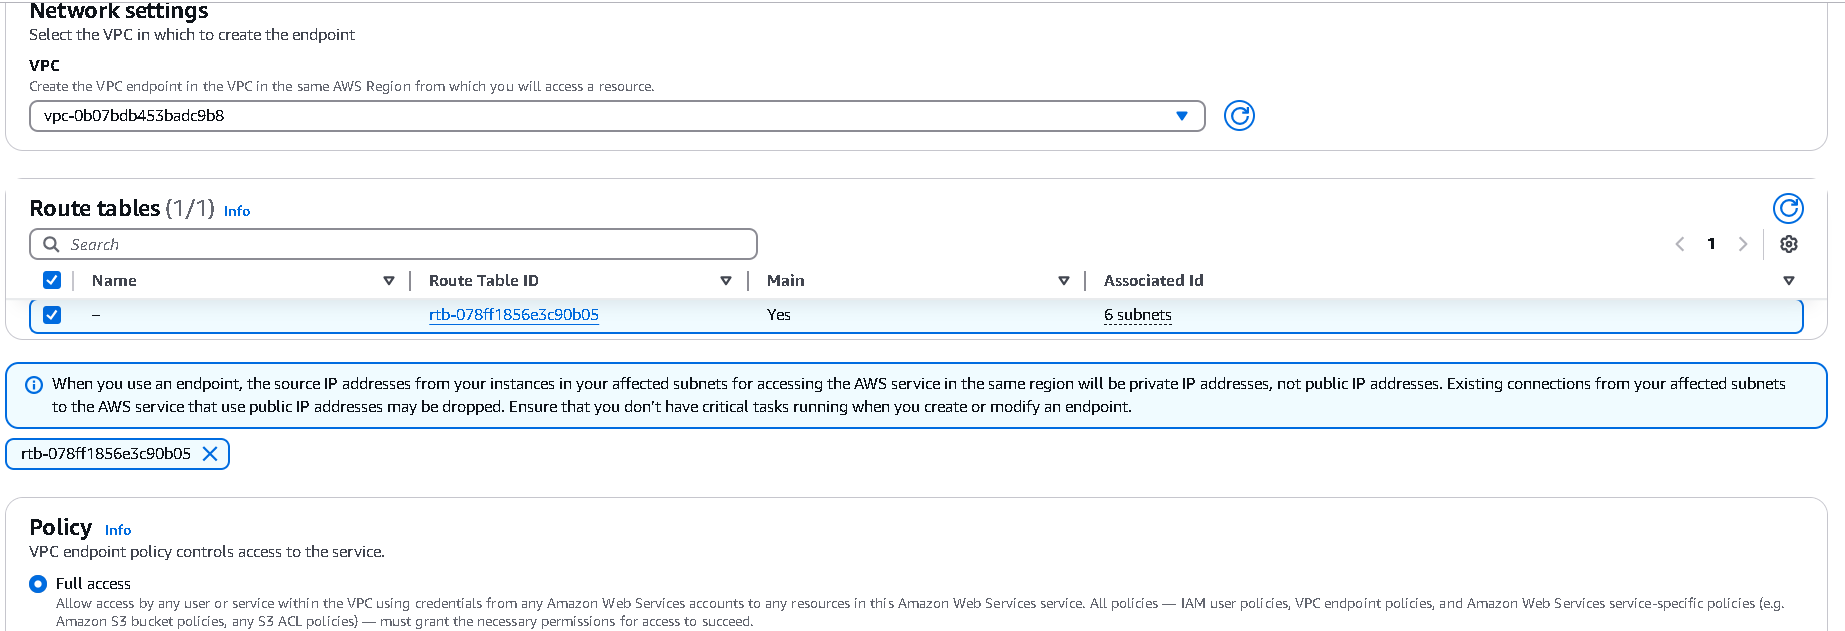 Network settings
Select the VPC in which to create the endpoint
VPC
Create the VPC endpoint in the VPC in the same AWS Region from which you will access a resource.
vpc-0b07bdb453badc9b8
Route tables (1/1) Info
Search
1
Name Route Table ID Main Associated Id
– rtb-078ff1856e3c90b05 Yes 6 subnets
When you use an endpoint, the source IP addresses from your instances in your affected subnets for accessing the AWS service in the same region will be private IP addresses, not public IP addresses. Existing connections from your affected subnets
to the AWS service that use public IP addresses may be dropped. Ensure that you don't have critical tasks running when you create or modify an endpoint.
rtb-078ff1856e3c90b05
Policy Info
VPC endpoint policy controls access to the service.
Full access
Allow access by any user or service within the VPC using credentials from any Amazon Web Services accounts to any resources in this Amazon Web Services service. All policies — IAM user policies, VPC endpoint policies, and Amazon Web Services service-specific policies (e.g.
Amazon S3 bucket policies, any S3 ACL policies) — must grant the necessary permissions for access to succeed.